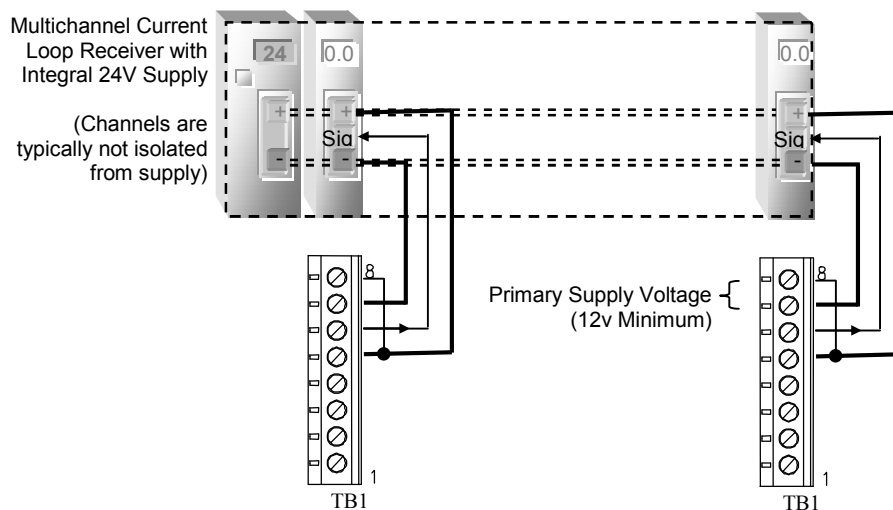 Multichannel Current
Loop Receiver with
Integral 24V Supply
(Channels are
typically not isolated
from supply)
24
0.0
0.0
+
+
+
Sig
Sig
-
-
-
8
8
Primary Supply Voltage
(12v Minimum)
1
1
TB1
TB1